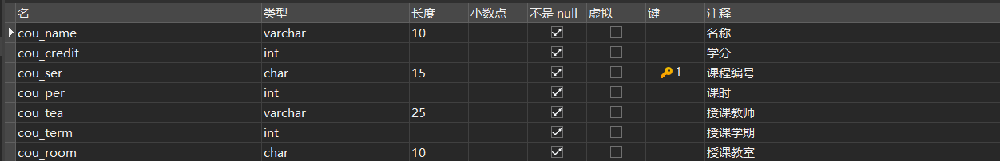 名 类型 长度 小数点 不是 null 虚拟 键 注释
cou_name varchar 10 名称
cou_credit int 学分
cou_ser char 15 1 课程编号
cou_per int 课时
cou_tea varchar 25 授课教师
cou_term int 授课学期
cou_room char 10 授课教室